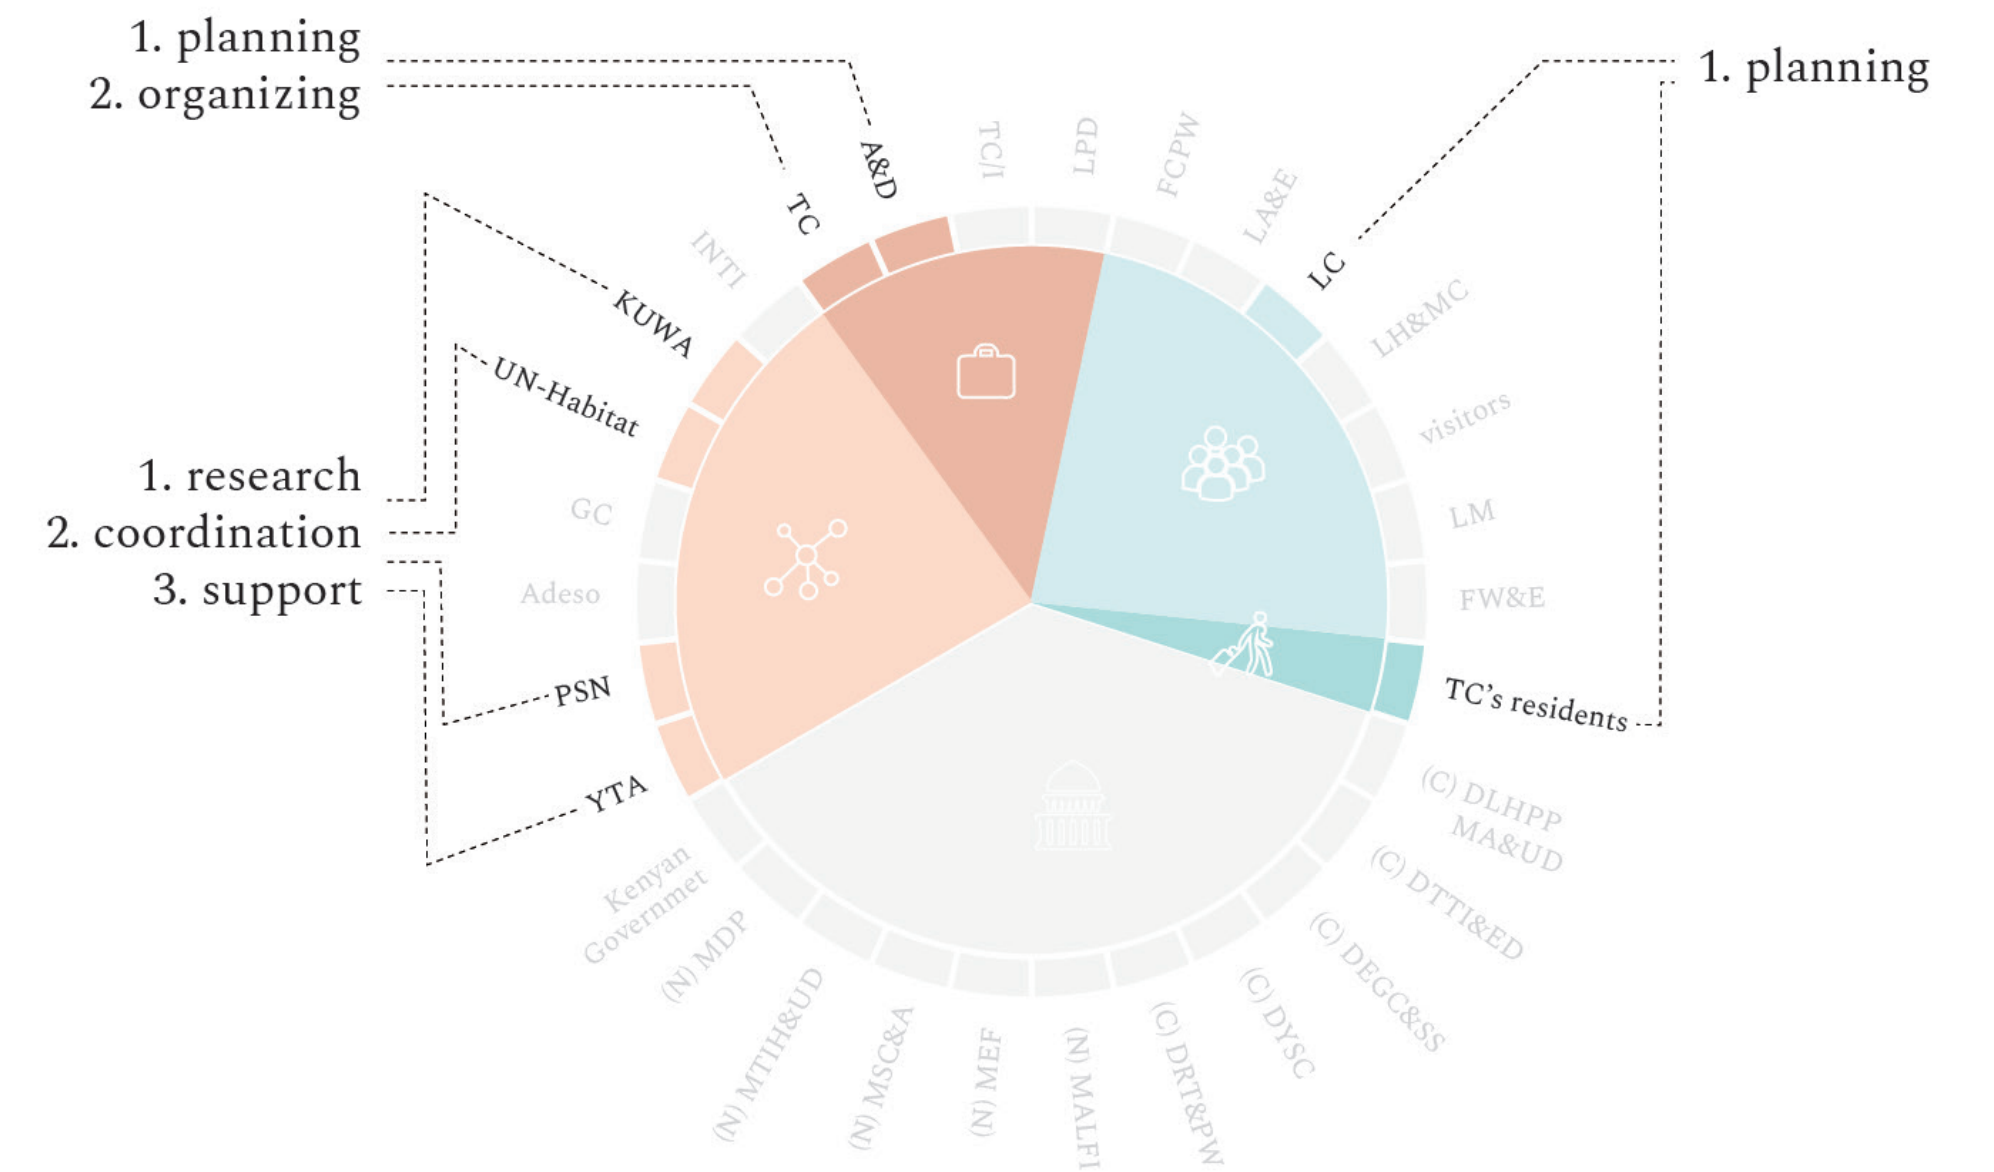 1. planning
2. organizing
1. planning
1. research
2. coordination
3. support
TC
A&D
TC/I
LPD
FCPW
LA&E
LC
LH&MC
visitors
LM
FW&E
TC's residents
(C) DLHPP
MA&UD
(C) DTTI&ED
(C) DEGC&SS
(C) DYSC
(C) DRT&PW
(N) MALFI
(N) MEF
(N) MSC&A
(N) MTIH&UD
(N) MDP
Kenyan
Governmet
YTA
PSN
Adeso
GC
UN-Habitat
KUWA
INTI